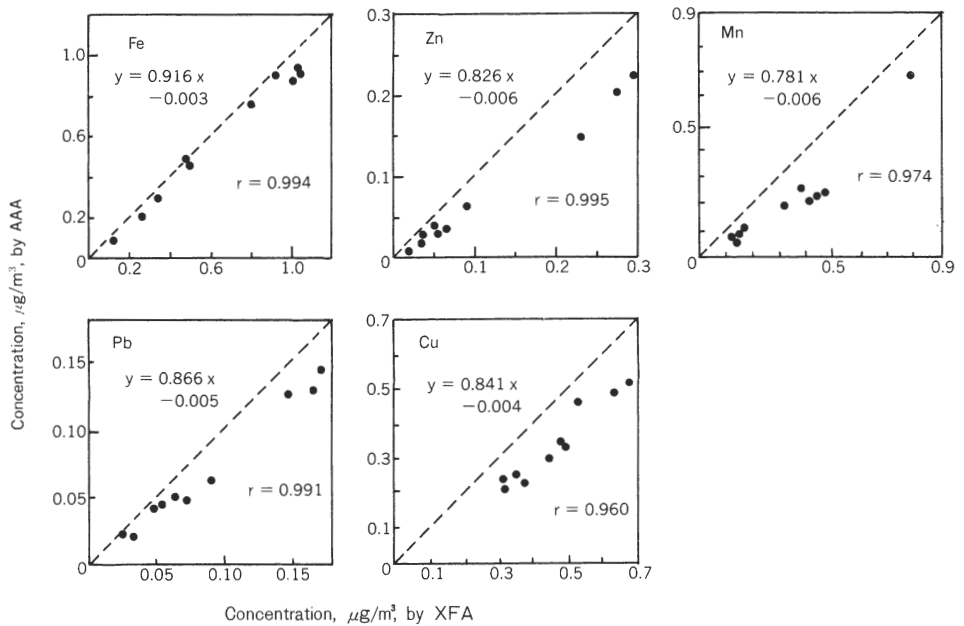 Concentration, μg/m³, by AAA
Fe
y = 0.916 x
−0.003
r = 0.994
1.0
0.6
0.2
0
0.2
0.6
1.0
Zn
y = 0.826 x
−0.006
r = 0.995
0.3
0.2
0.1
0
0.1
0.2
0.3
Mn
y = 0.781 x
−0.006
r = 0.974
0.9
0.5
0
0.5
0.9
Pb
y = 0.866 x
−0.005
r = 0.991
0.15
0.10
0.05
0
0.05
0.10
0.15
Cu
y = 0.841 x
−0.004
r = 0.960
0.7
0.5
0.3
0.1
0
0.1
0.3
0.5
0.7
Concentration, μg/m³, by XFA